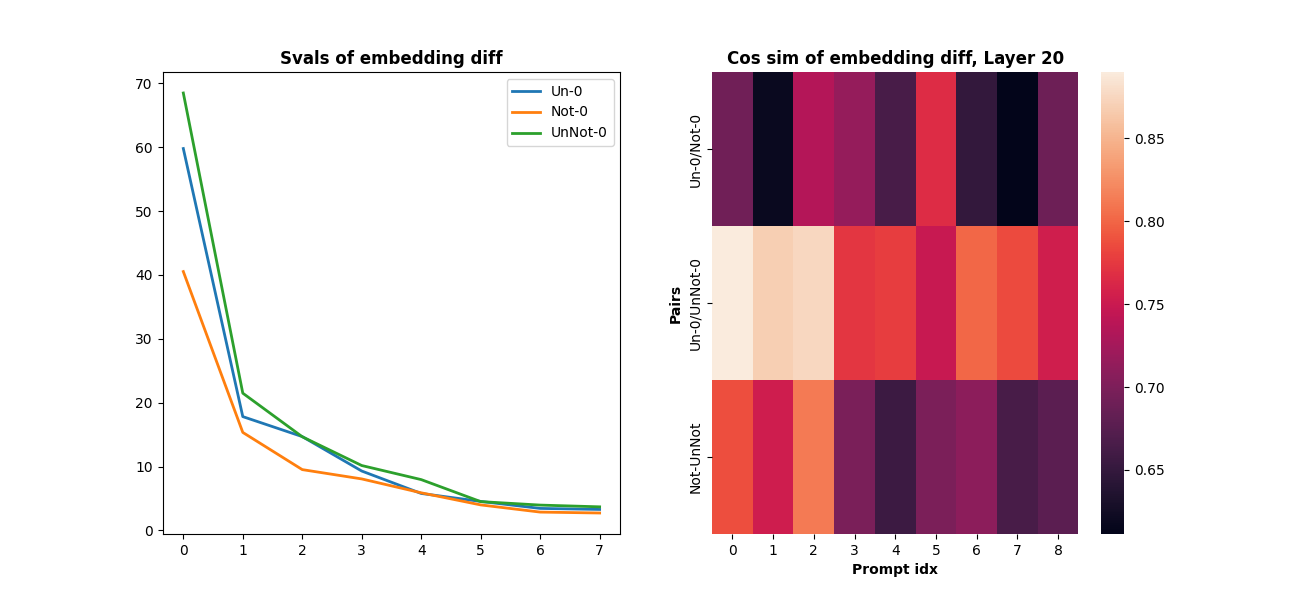 Svals of embedding diff
70
60
50
40
30
20
10
0
0 1 2 3 4 5 6 7
Un-0
Not-0
UnNot-0
Cos sim of embedding diff, Layer 20
Pairs
Un-0/Not-0
Un-0/UnNot-0
Not-UnNot
0 1 2 3 4 5 6 7 8
Prompt idx
0.85
0.80
0.75
0.70
0.65